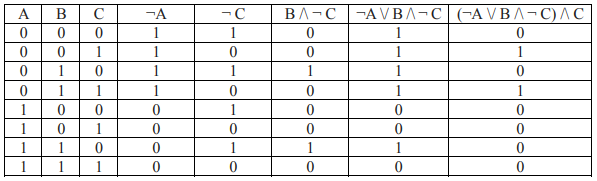 A B C ¬A ¬ C B /\ ¬ C ¬A \/ B /\ ¬ C (¬A \/ B /\ ¬ C) /\ C
0 0 0 1 1 0 1 0
0 0 1 1 0 0 1 1
0 1 0 1 1 1 1 0
0 1 1 1 0 0 1 1
1 0 0 0 1 0 0 0
1 0 1 0 0 0 0 0
1 1 0 0 1 1 1 0
1 1 1 0 0 0 0 0